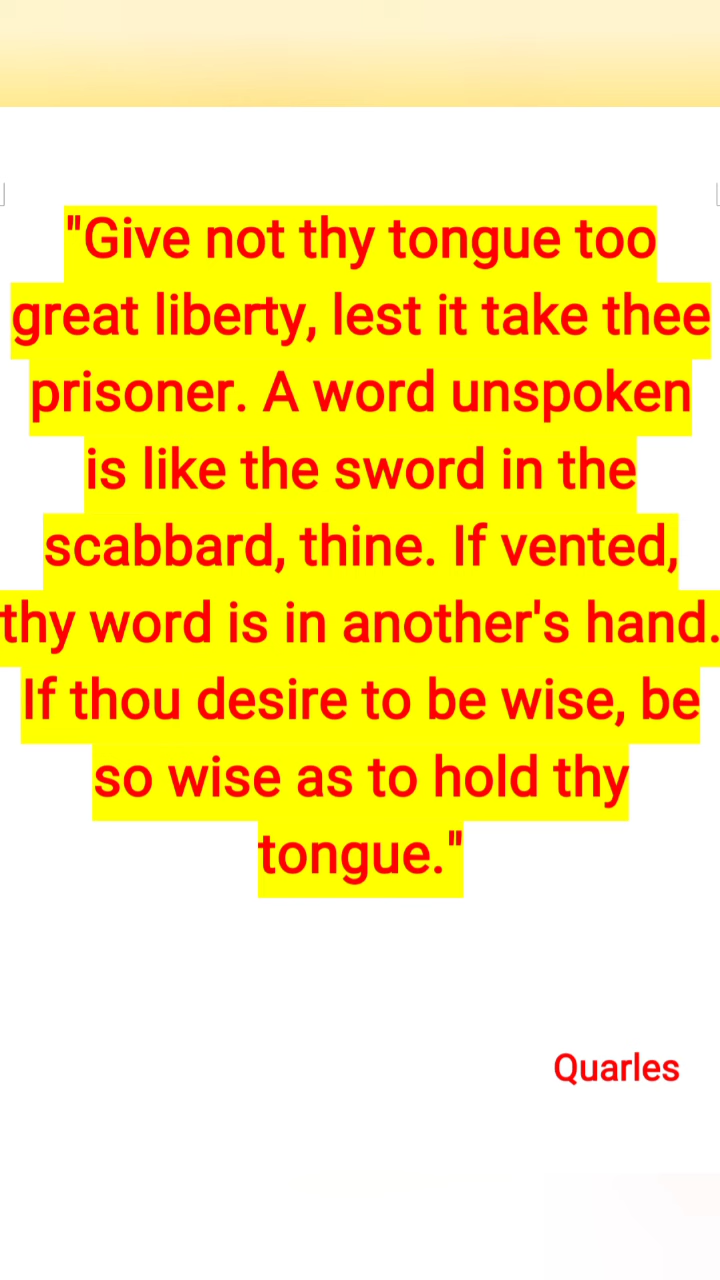 "Give not thy tongue too
great liberty, lest it take thee
prisoner. A word unspoken
is like the sword in the
scabbard, thine. If vented,
thy word is in another's hand.
If thou desire to be wise, be
so wise as to hold thy
tongue."
Quarles